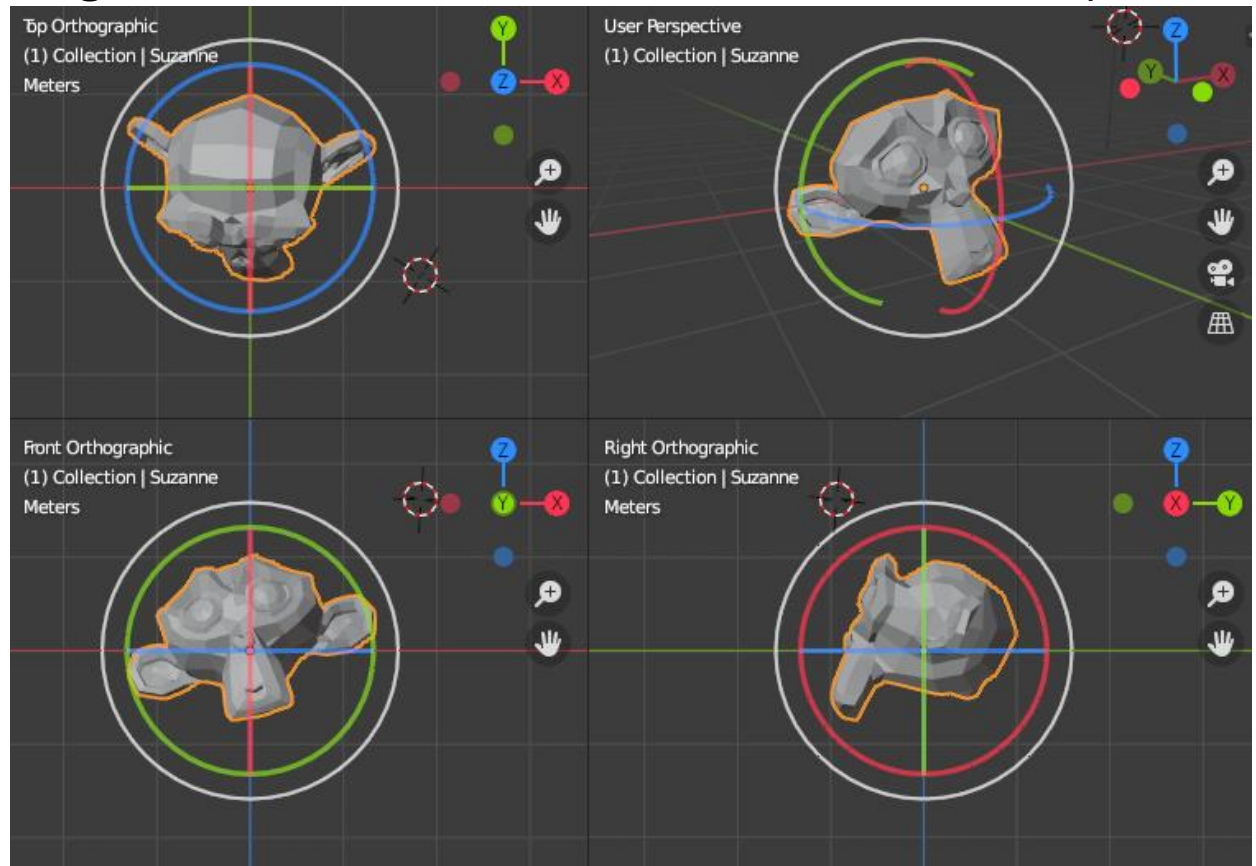 Top Orthographic
(1) Collection | Suzanne
Meters
Y
Z
X
User Perspective
(1) Collection | Suzanne
Z
Y
X
Front Orthographic
(1) Collection | Suzanne
Meters
Z
Y
X
Right Orthographic
(1) Collection | Suzanne
Meters
Z
X
Y